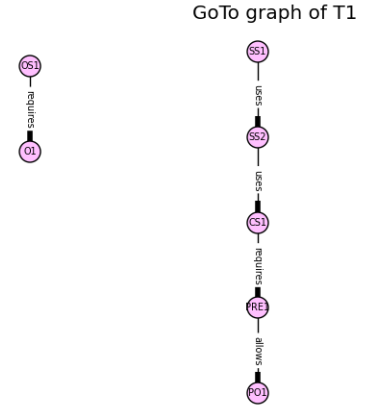 GoTo graph of T1
OS1
requires
O1
SS1
uses
SS2
uses
CS1
requires
PRE1
allows
PO1